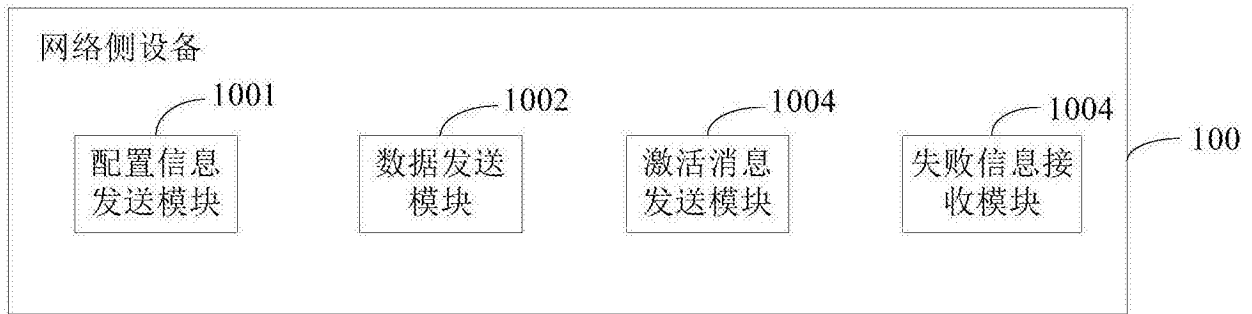 网络侧设备
1001
1002
1004
1004
100
配置信息
发送模块
数据发送
模块
激活消息
发送模块
失败信息接
收模块